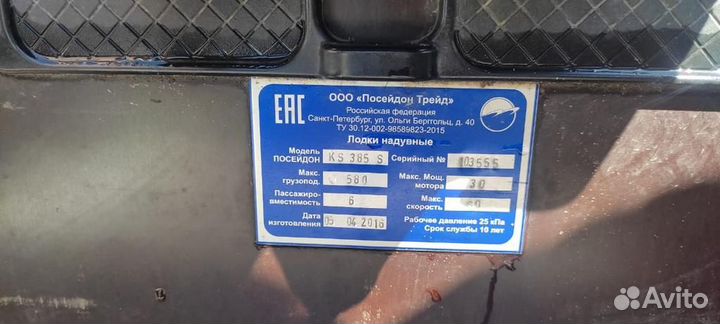 EAC
ООО «Посейдон Трейд»
Российская федерация
Санкт-Петербург, ул. Ольги Берггольц, д. 40
ТУ 30.12-002-98589823-2015
Лодки надувные
Модель ПОСЕЙДОН KS 385 S Серийный № 103555
Макс. грузопод. 580 Макс. Мощ. мотора 30
Пассажиро-вместимость 6 Макс. скорость
Дата изготовления 05 04 2016 Рабочее давление 25 кПа
Срок службы 10 лет
Avito